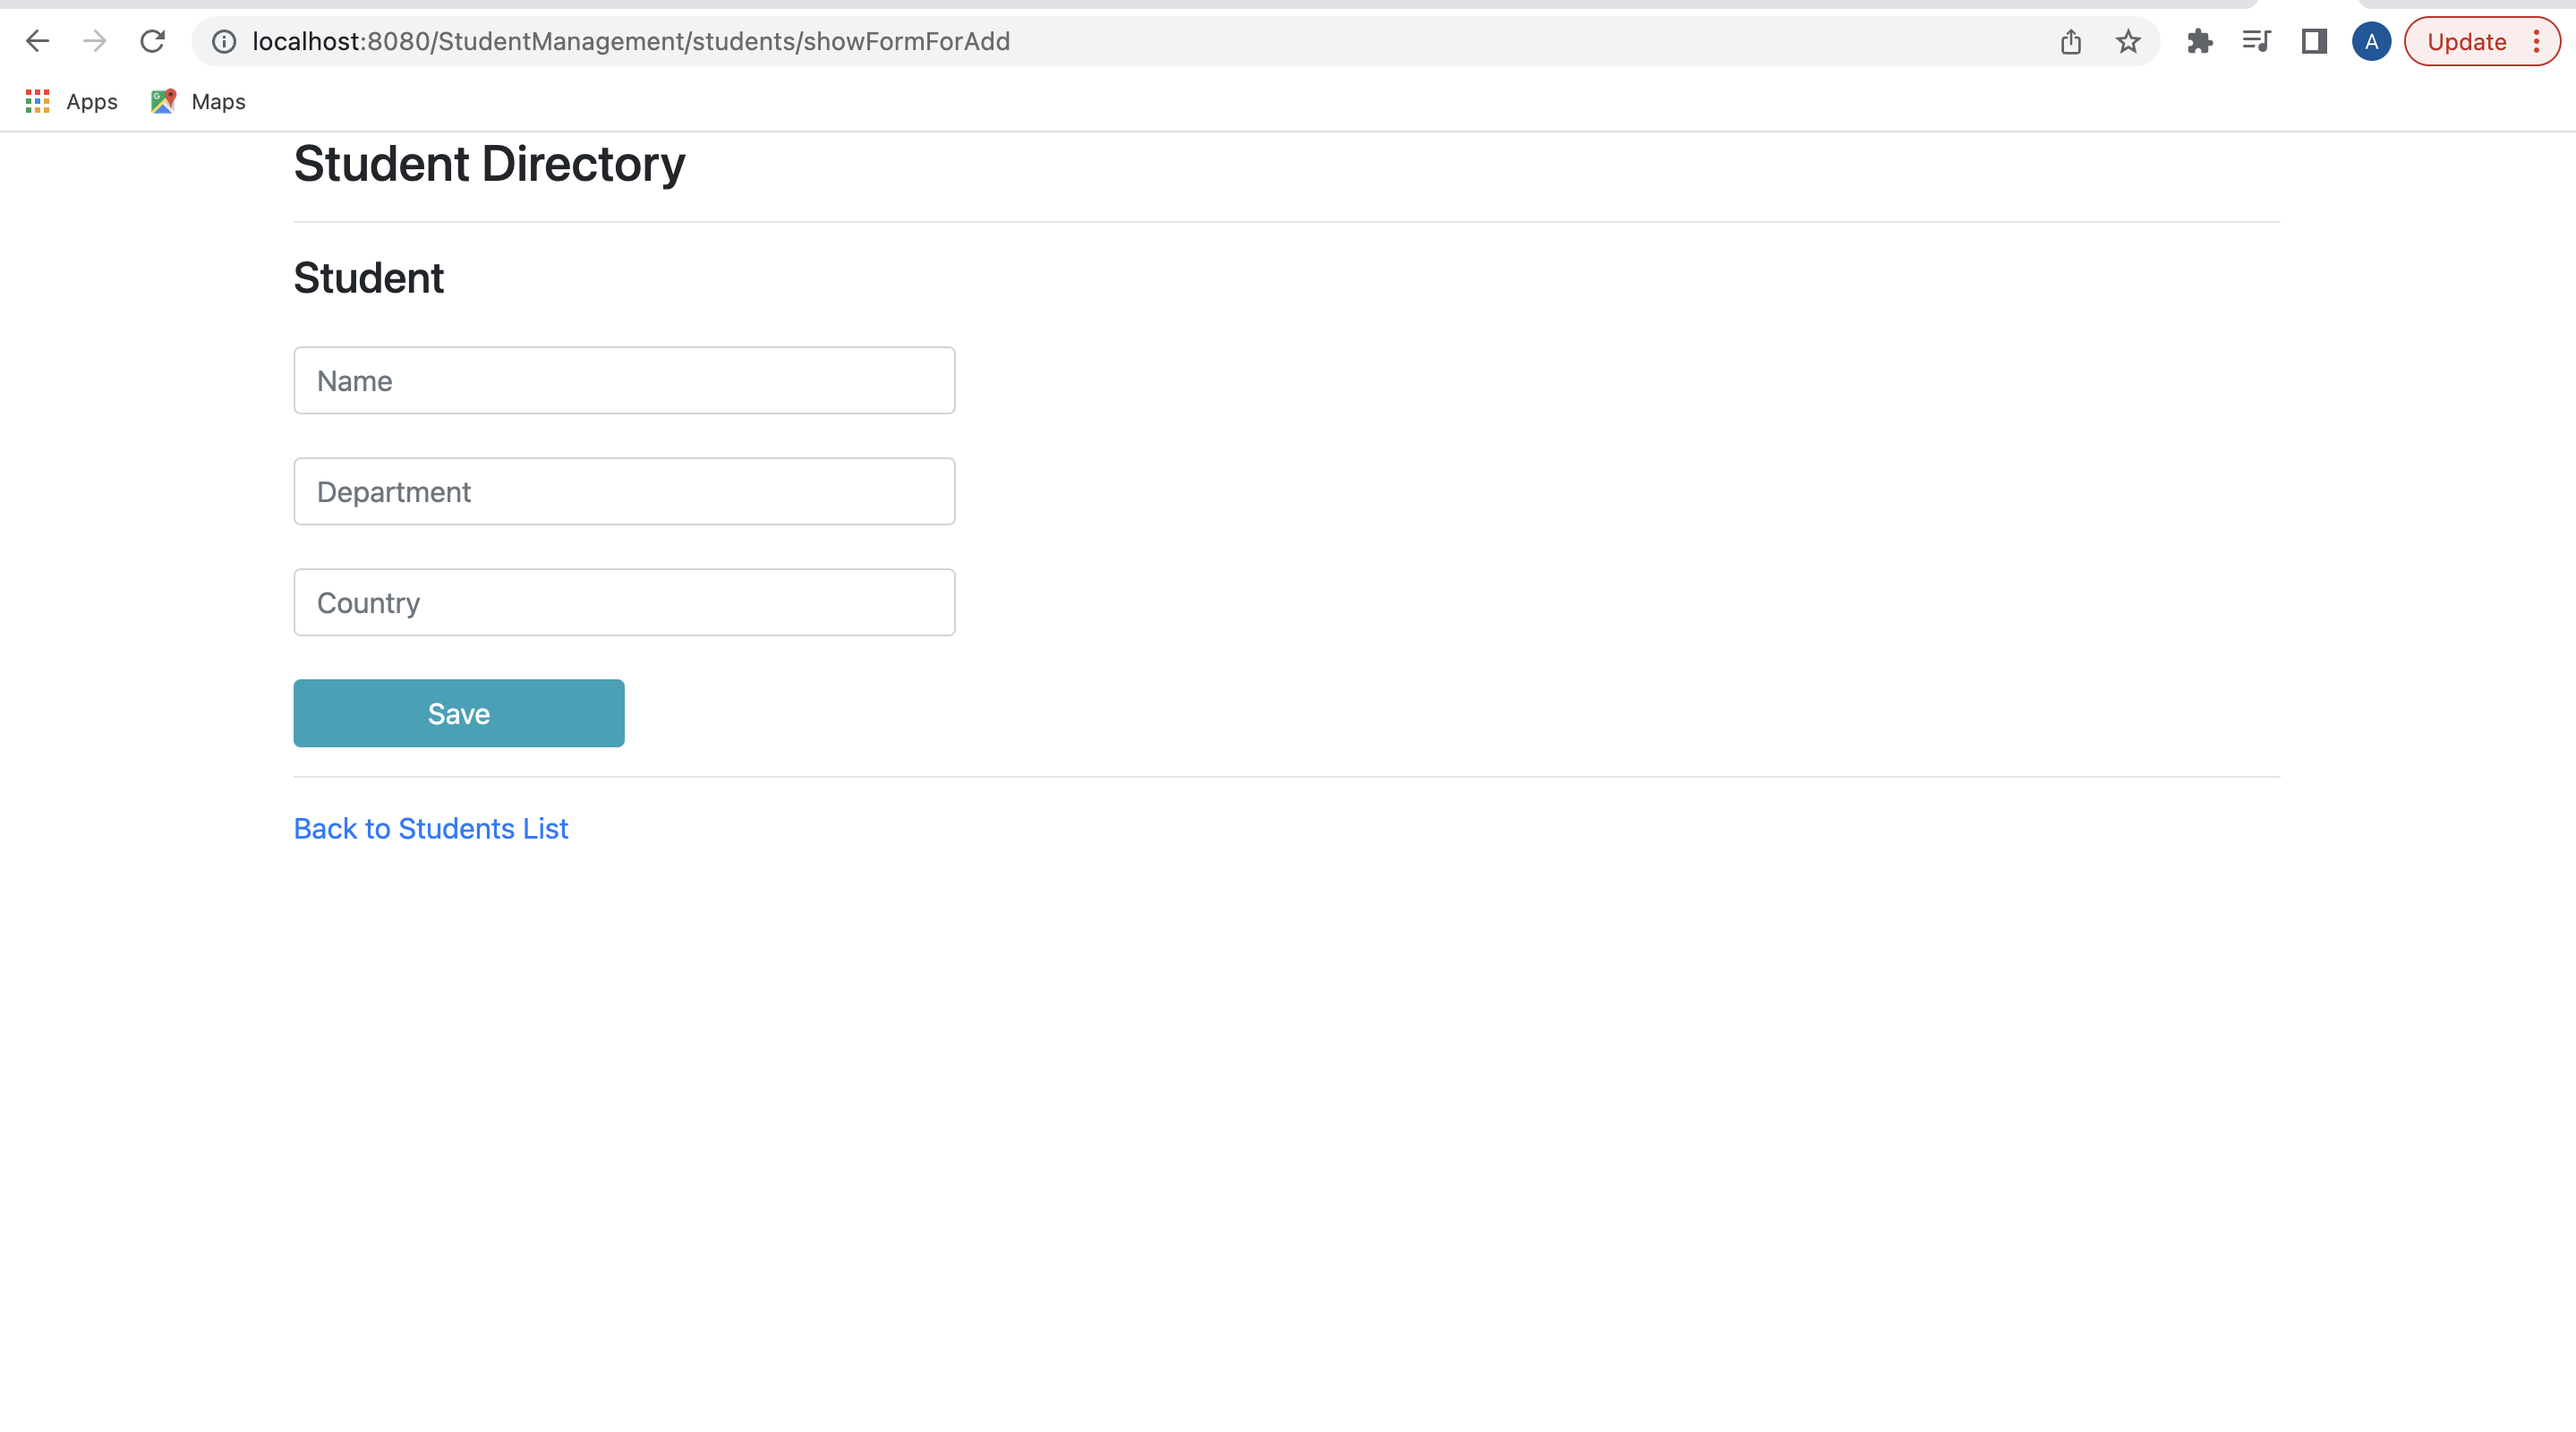 localhost:8080/StudentManagement/students/showFormForAdd
A
Update
Apps
Maps
Student Directory
Student
Name
Department
Country
Save
Back to Students List